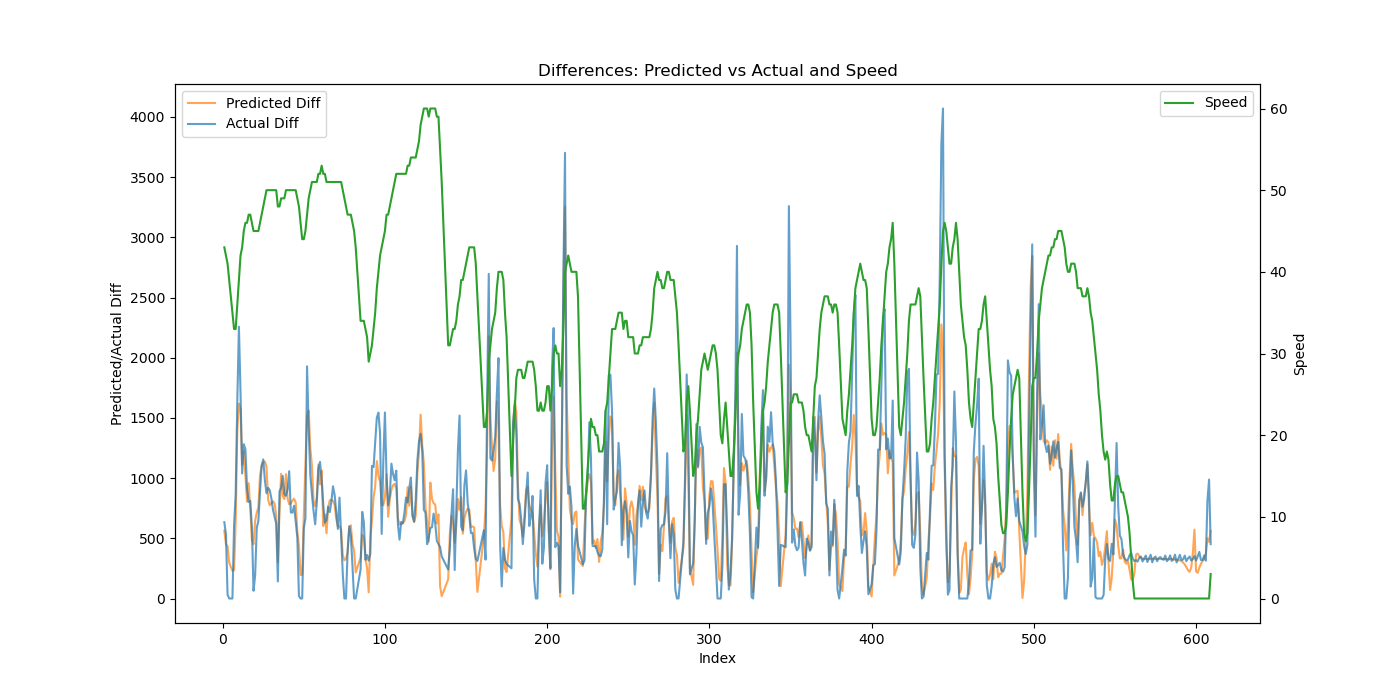 Differences: Predicted vs Actual and Speed
Predicted Diff
Actual Diff
Speed
4000
3500
3000
2500
2000
1500
1000
500
0
Predicted/Actual Diff
60
50
40
30
20
10
0
Speed
0 100 200 300 400 500 600
Index